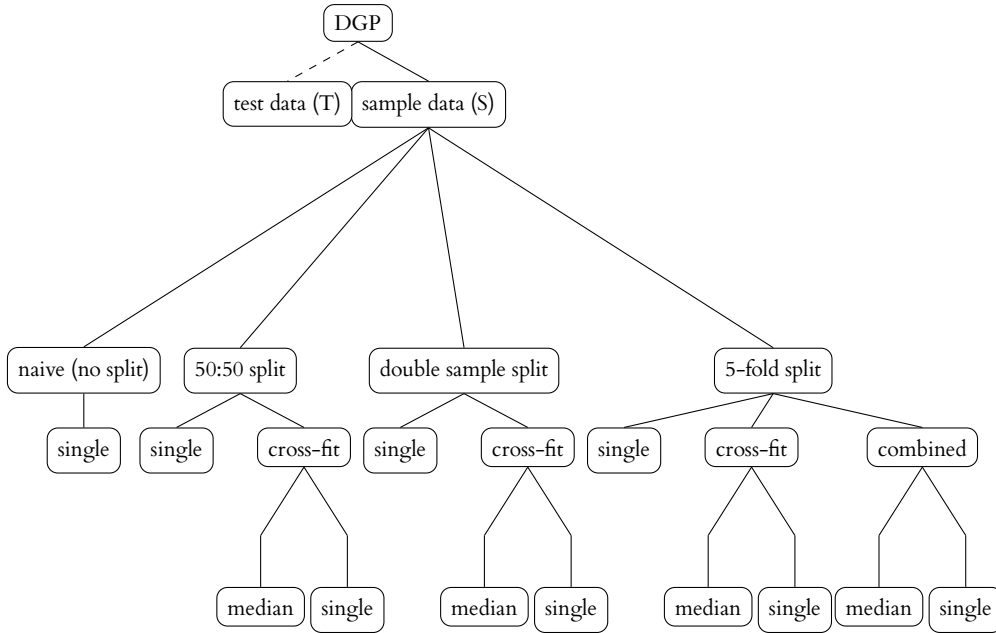 DGP
test data (T) sample data (S)
naive (no split) 50:50 split double sample split 5-fold split
single single cross-fit single cross-fit single cross-fit combined
median single median single median single median single